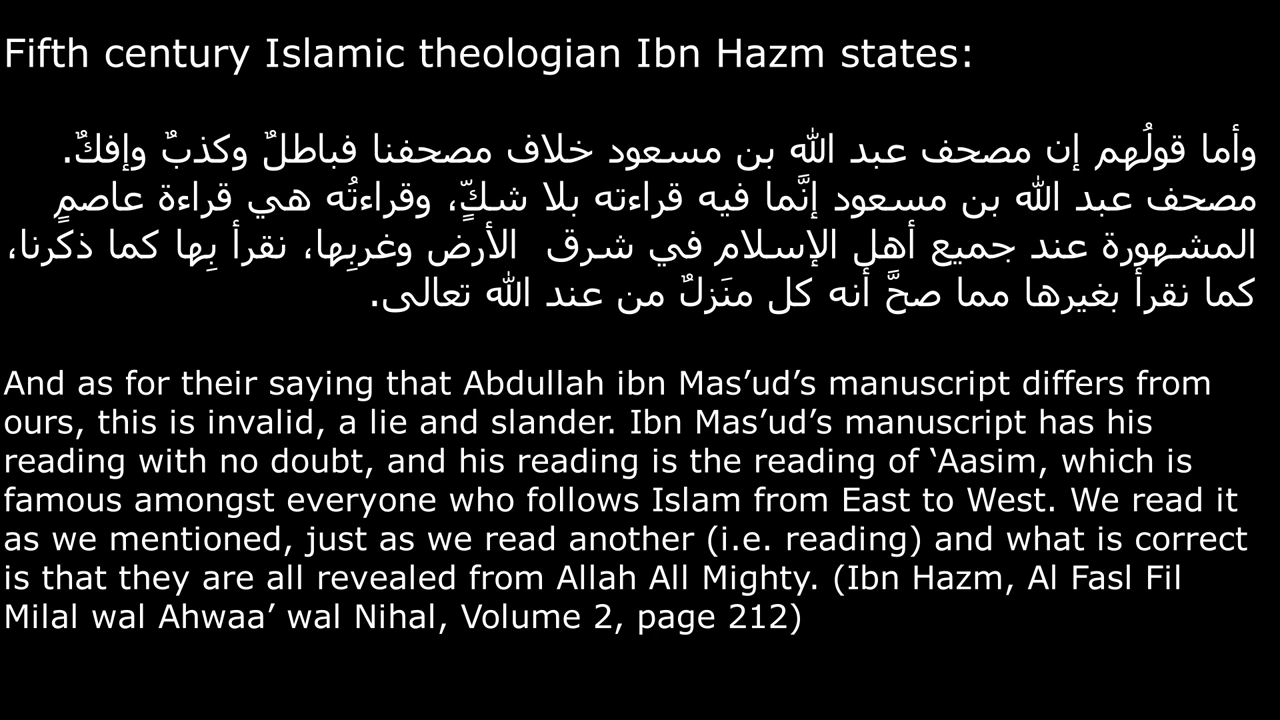 Fifth century Islamic theologian Ibn Hazm states:
وأما قولُهم إن مصحف عبد الله بن مسعود خلاف مصحفنا فباطلٌ وكذبٌ وإفكٌ.
مصحف عبد الله بن مسعود إنَّما فيه قراءته بلا شكٍّ، وقراءتُه هي قراءة عاصمٍ
المشهورة عند جميع أهل الإسلام في شرق الأرض وغربِها، نقرأ بِها كما ذكرنا،
كما نقرأ بغيرها مما صحَّ أنه كل منَزلٌ من عند الله تعالى.
And as for their saying that Abdullah ibn Mas’ud’s manuscript differs from
ours, this is invalid, a lie and slander. Ibn Mas’ud’s manuscript has his
reading with no doubt, and his reading is the reading of ‘Aasim, which is
famous amongst everyone who follows Islam from East to West. We read it
as we mentioned, just as we read another (i.e. reading) and what is correct
is that they are all revealed from Allah All Mighty. (Ibn Hazm, Al Fasl Fil
Milal wal Ahwaa’ wal Nihal, Volume 2, page 212)